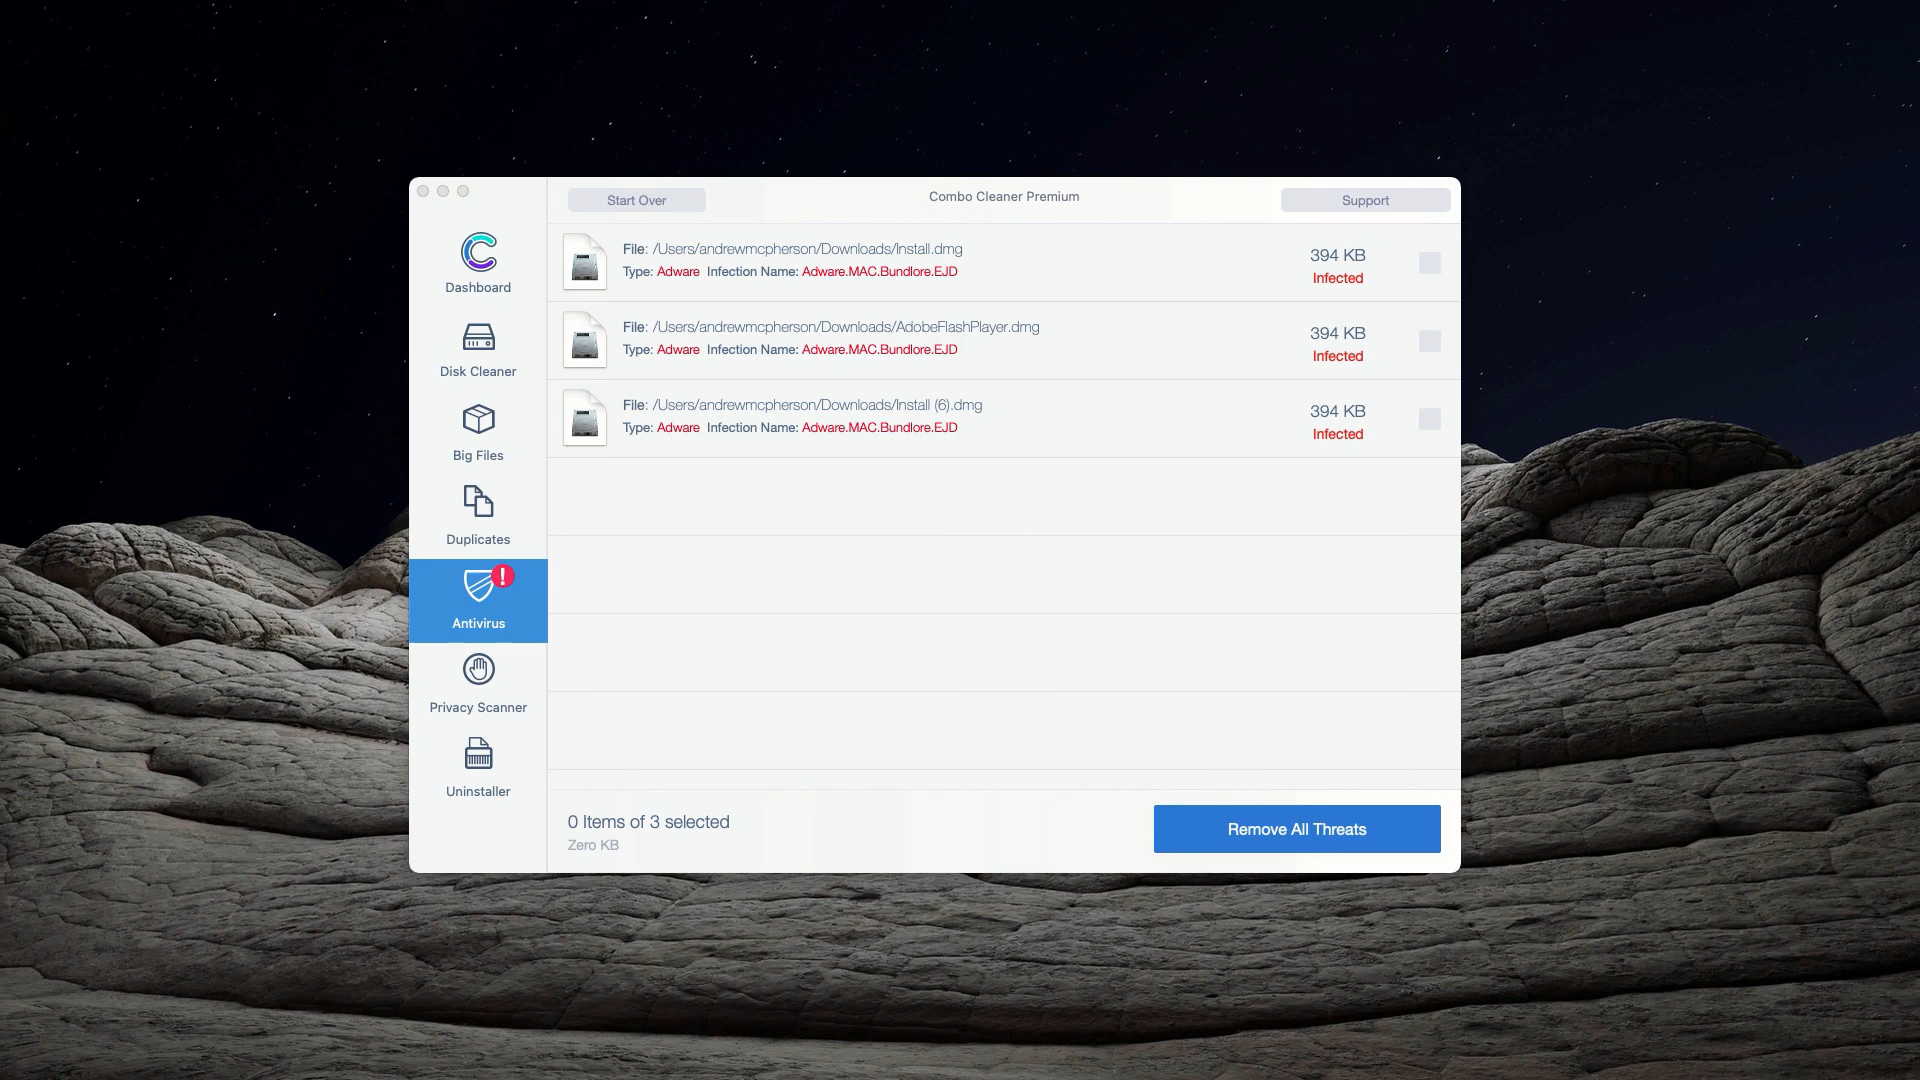 Start Over
Combo Cleaner Premium
Support
Dashboard
Disk Cleaner
Big Files
Duplicates
Antivirus
Privacy Scanner
Uninstaller
File: /Users/andrewmcpherson/Downloads/Install.dmg
Type: Adware Infection Name: Adware.MAC.Bundlore.EJD
394 KB
Infected
File: /Users/andrewmcpherson/Downloads/AdobeFlashPlayer.dmg
Type: Adware Infection Name: Adware.MAC.Bundlore.EJD
394 KB
Infected
File: /Users/andrewmcpherson/Downloads/Install (6).dmg
Type: Adware Infection Name: Adware.MAC.Bundlore.EJD
394 KB
Infected
0 Items of 3 selected
Zero KB
Remove All Threats